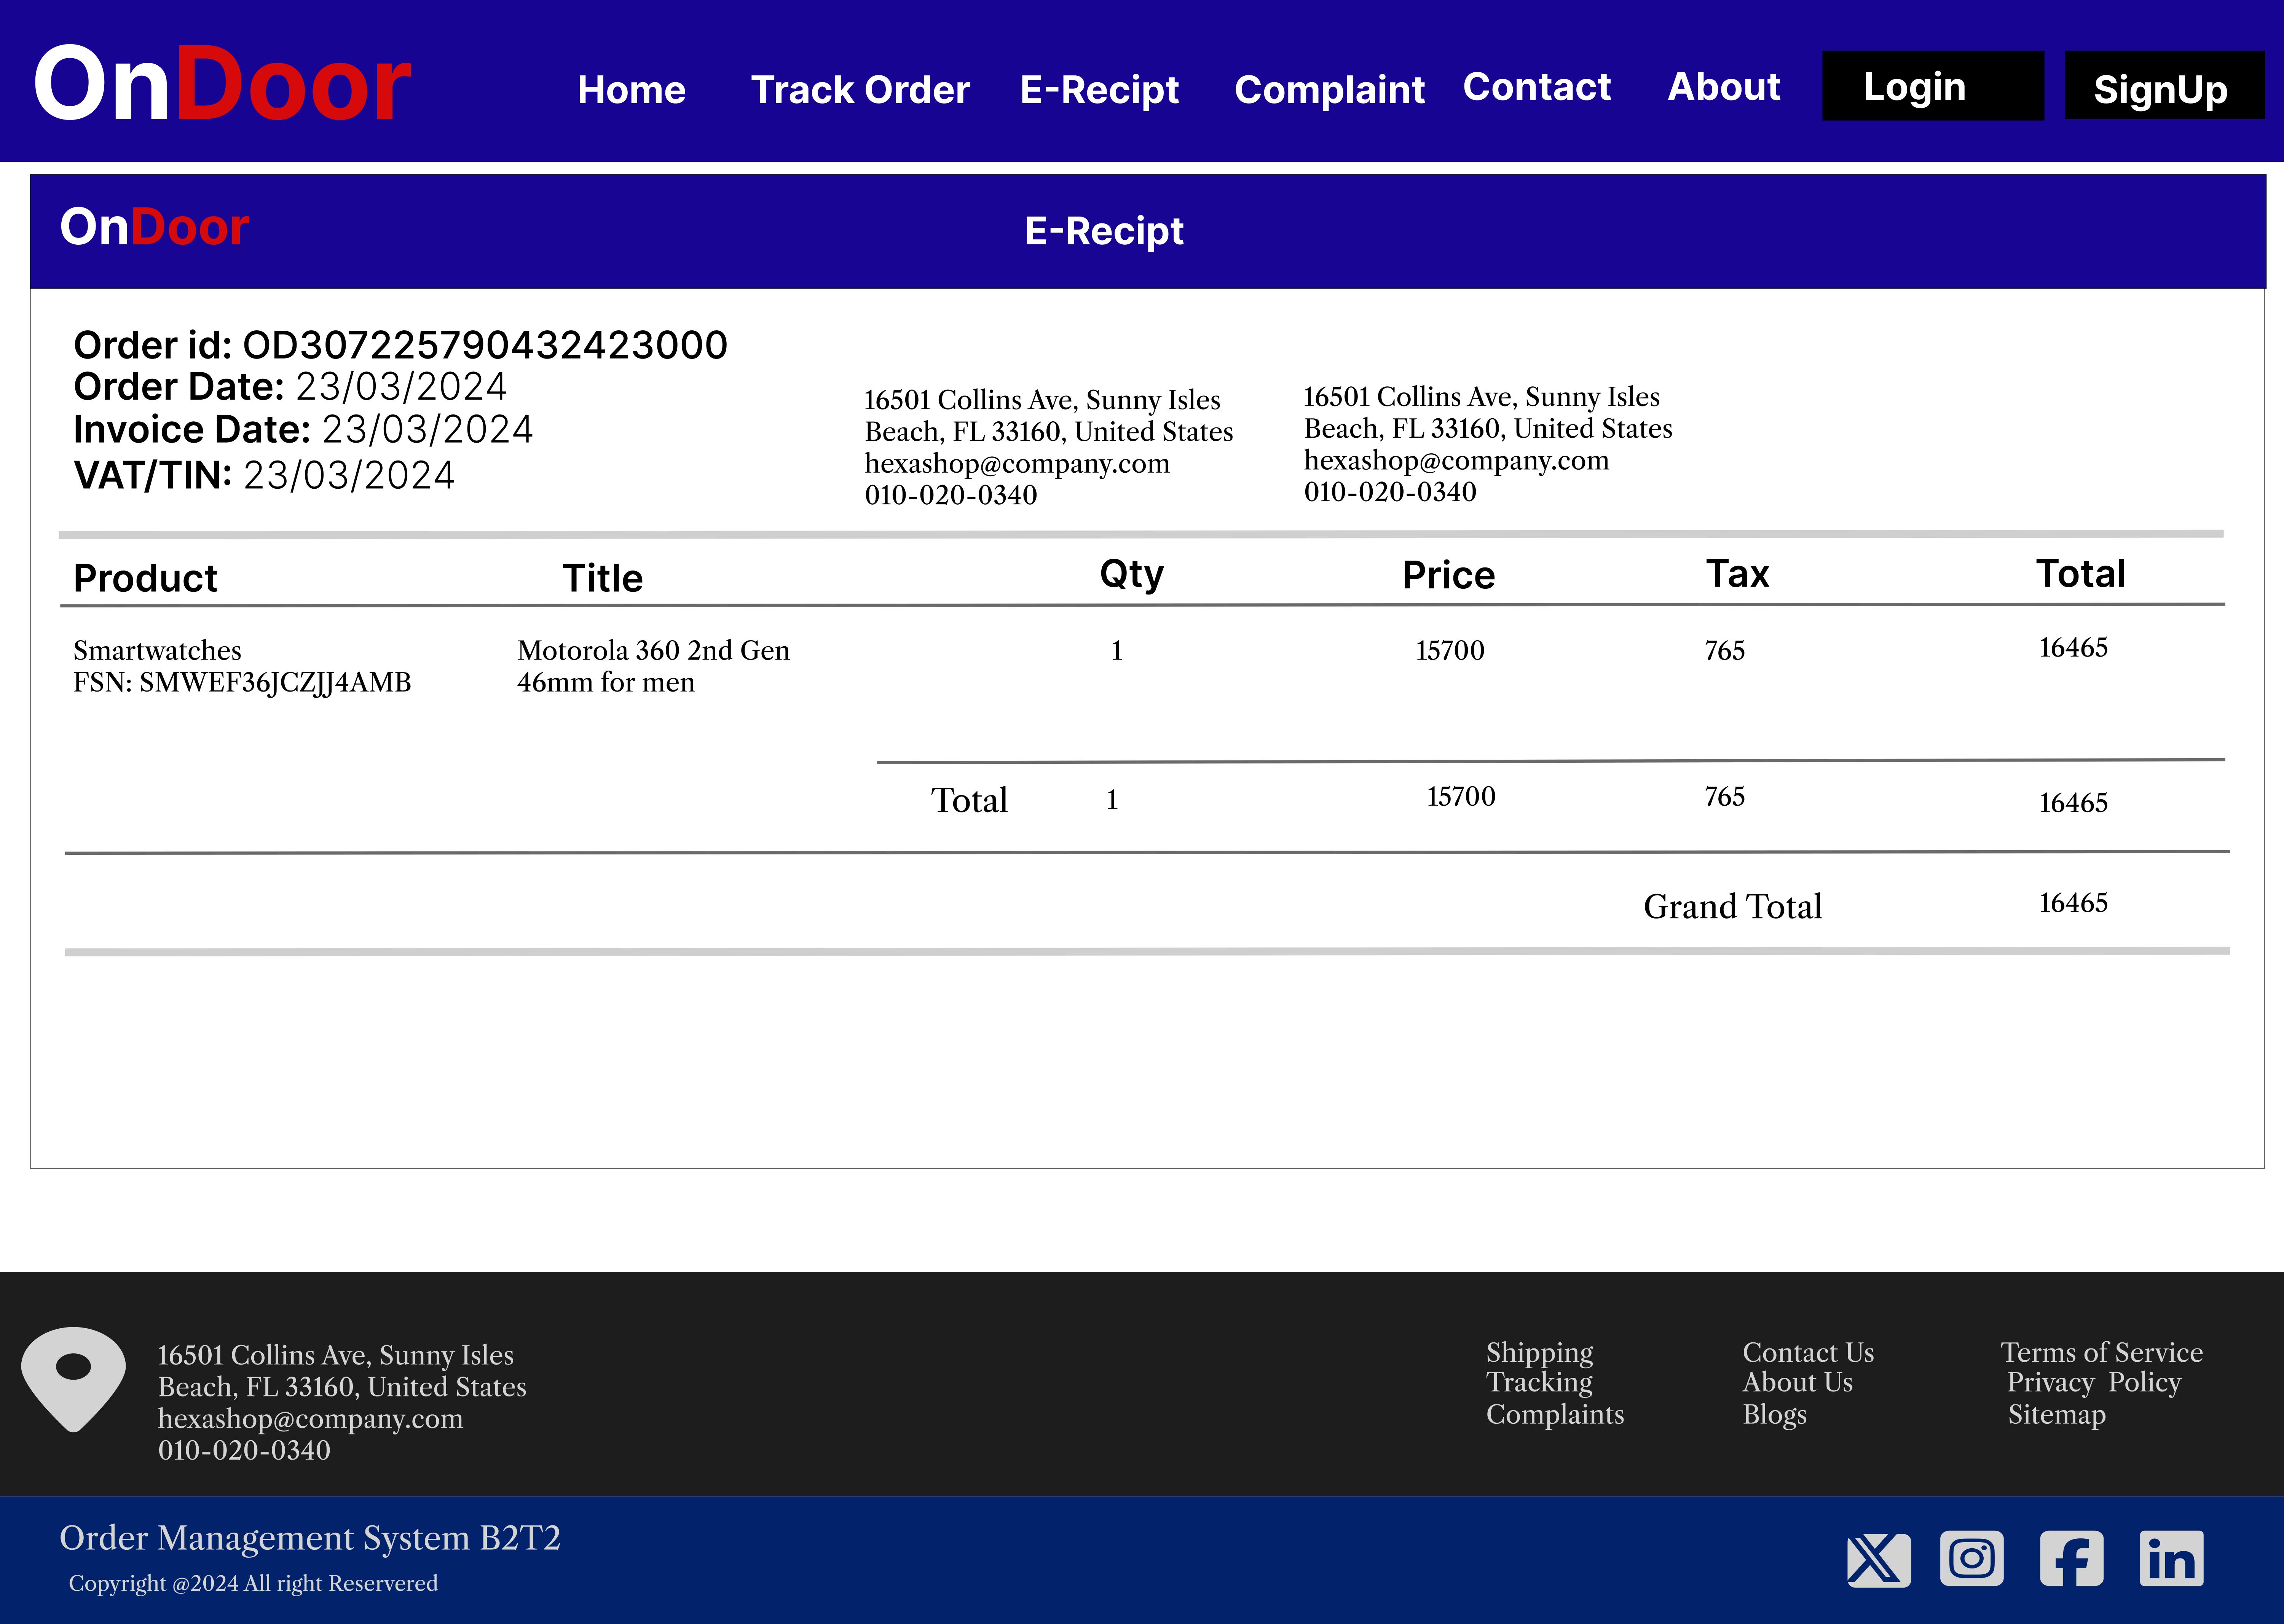 OnDoor
Home Track Order E-Recipt Complaint Contact About Login SignUp
OnDoor
E-Recipt
Order id: OD307225790432423000
Order Date: 23/03/2024
Invoice Date: 23/03/2024
VAT/TIN: 23/03/2024
16501 Collins Ave, Sunny Isles
Beach, FL 33160, United States
hexashop@company.com
010-020-0340
16501 Collins Ave, Sunny Isles
Beach, FL 33160, United States
hexashop@company.com
010-020-0340
Product Title Qty Price Tax Total
Smartwatches Motorola 360 2nd Gen 1 15700 765 16465
FSN: SMWEF36JCZJJ4AMB 46mm for men
Total 1 15700 765 16465
Grand Total 16465
16501 Collins Ave, Sunny Isles
Beach, FL 33160, United States
hexashop@company.com
010-020-0340
Shipping
Tracking
Complaints
Contact Us
About Us
Blogs
Terms of Service
Privacy Policy
Sitemap
Order Management System B2T2
Copyright @2024 All right Reservered